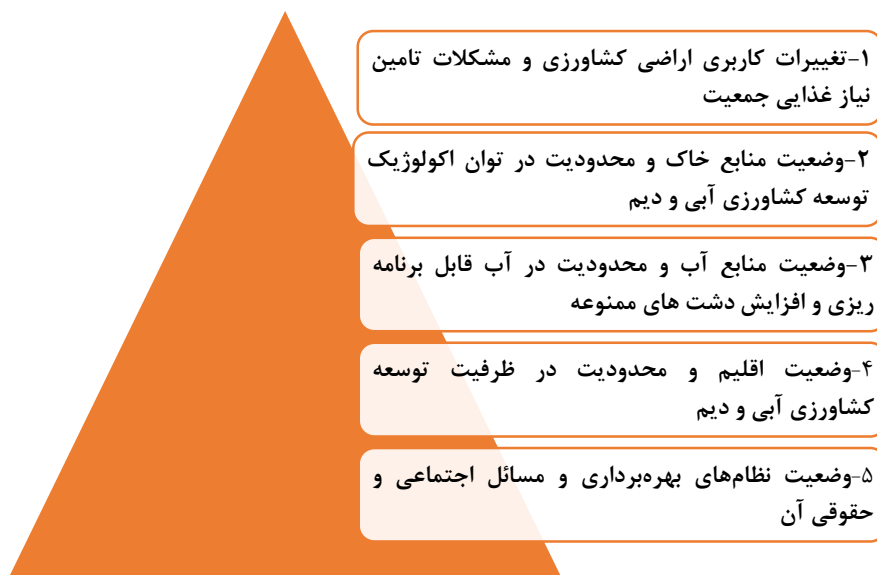 ۱-تغییرات کاربری اراضی کشاورزی و مشکلات تامین
نیاز غذایی جمعیت
۲-وضعیت منابع خاک و محدودیت در توان اکولوژیک
توسعه کشاورزی آبی و دیم
۳-وضعیت منابع آب و محدودیت در آب قابل برنامه
ریزی و افزایش دشت های ممنوعه
۴-وضعیت اقلیم و محدودیت در ظرفیت توسعه
کشاورزی آبی و دیم
۵-وضعیت نظام‌های بهره‌برداری و مسائل اجتماعی و
حقوقی آن